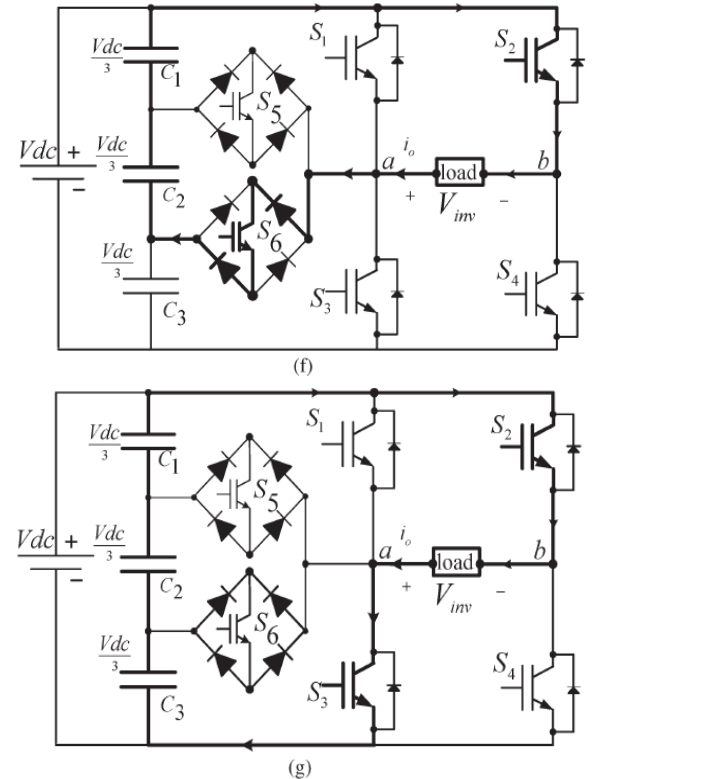 Vdc/3
C1
S1
S2
S5
Vdc +
−
Vdc/3
C2
a
io
load
b
+
Vinv
−
S6
Vdc/3
C3
S3
S4
(f)
Vdc/3
C1
S1
S2
S5
Vdc +
−
Vdc/3
C2
a
io
load
b
+
Vinv
−
S6
Vdc/3
C3
S3
S4
(g)